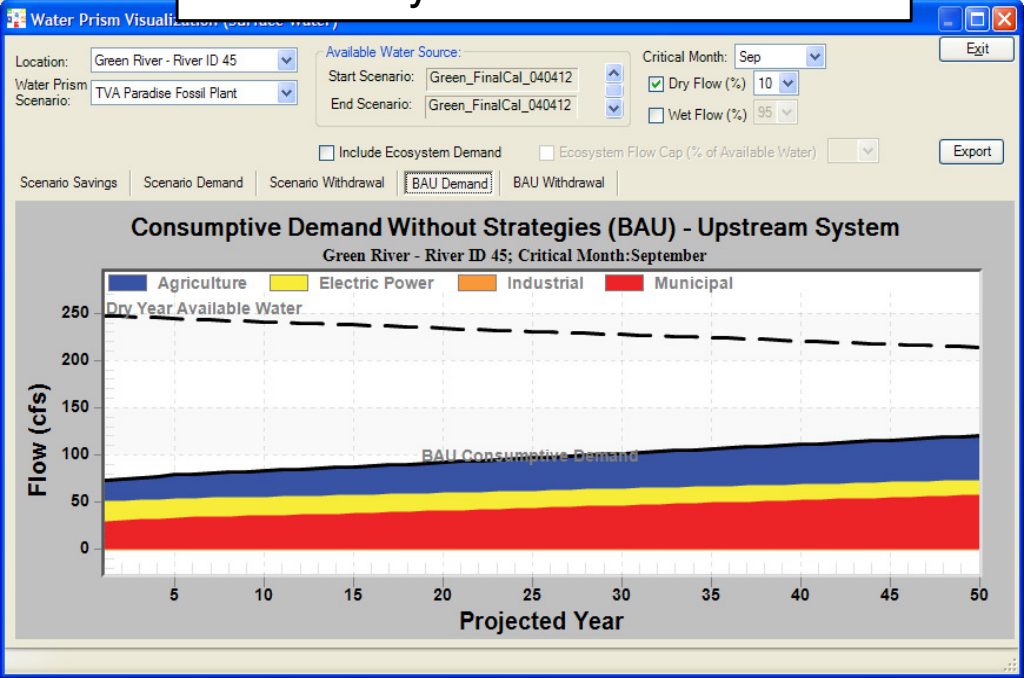 Water Prism Visualization (Surface Water)
Exit
Location: Green River - River ID 45
Water Prism Scenario: TVA Paradise Fossil Plant
Available Water Source:
Start Scenario: Green_FinalCal_040412
End Scenario: Green_FinalCal_040412
Critical Month: Sep
Dry Flow (%) 10
Wet Flow (%) 95
Include Ecosystem Demand
Ecosystem Flow Cap (% of Available Water)
Export
Scenario Savings Scenario Demand Scenario Withdrawal BAU Demand BAU Withdrawal
Consumptive Demand Without Strategies (BAU) - Upstream System
Green River - River ID 45; Critical Month:September
Agriculture Electric Power Industrial Municipal
Dry Year Available Water
BAU Consumptive Demand
Flow (cfs)
250
200
150
100
50
0
5 10 15 20 25 30 35 40 45 50
Projected Year